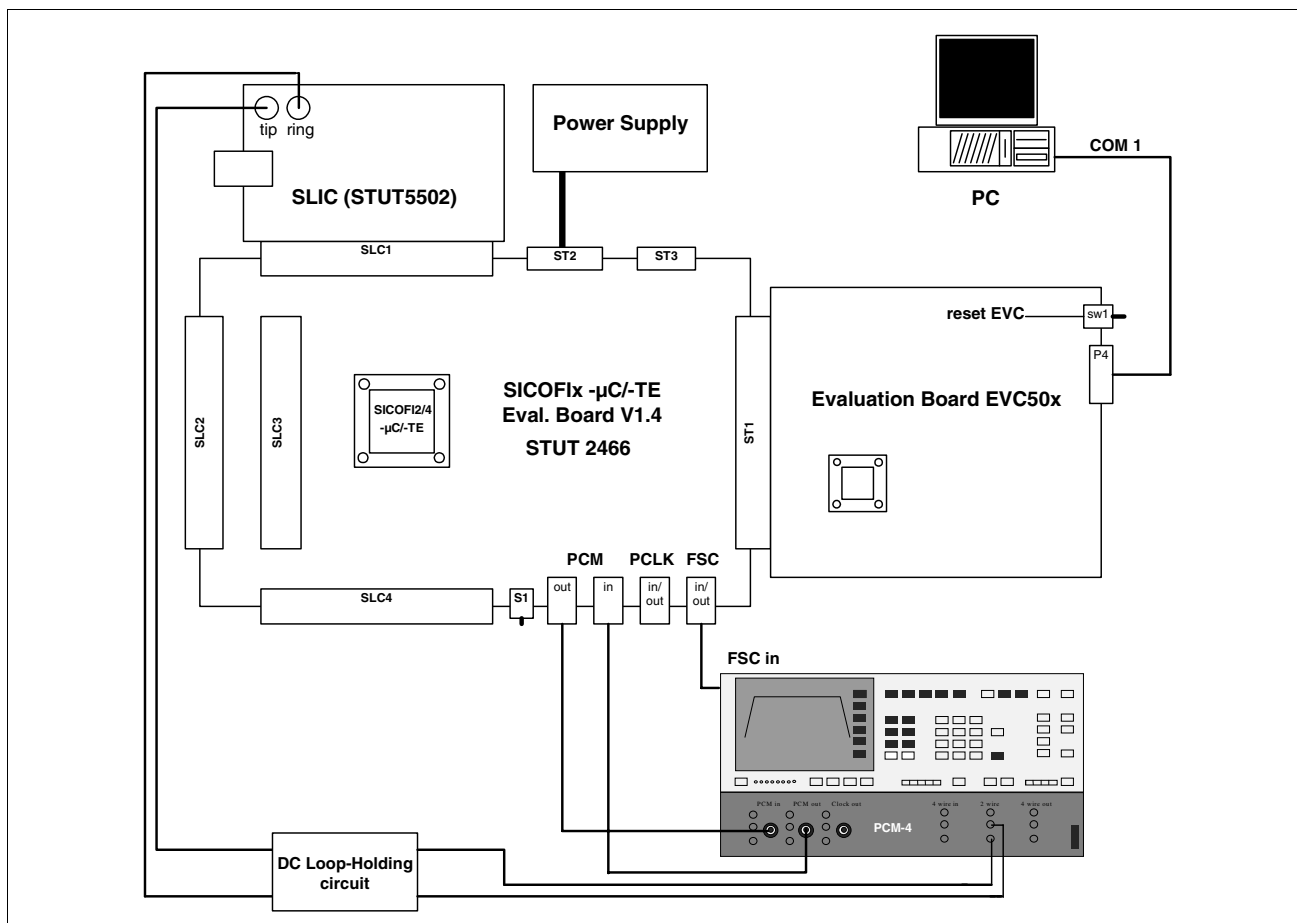 tip ring
SLIC (STUT5502)
Power Supply
COM 1
PC
SLC1
ST2
ST3
reset EVC
sw1
P4
Evaluation Board EVC50x
SLC2
SLC3
SICOFI2/4
-µC/-TE
SICOFIx -µC/-TE
Eval. Board V1.4
STUT 2466
ST1
PCM
PCLK
FSC
SLC4
S1
out
in
in/
out
in/
out
FSC in
PCM in
PCM out
Clock out
PCM-4
4 wire in
2 wire
4 wire out
DC Loop-Holding
circuit